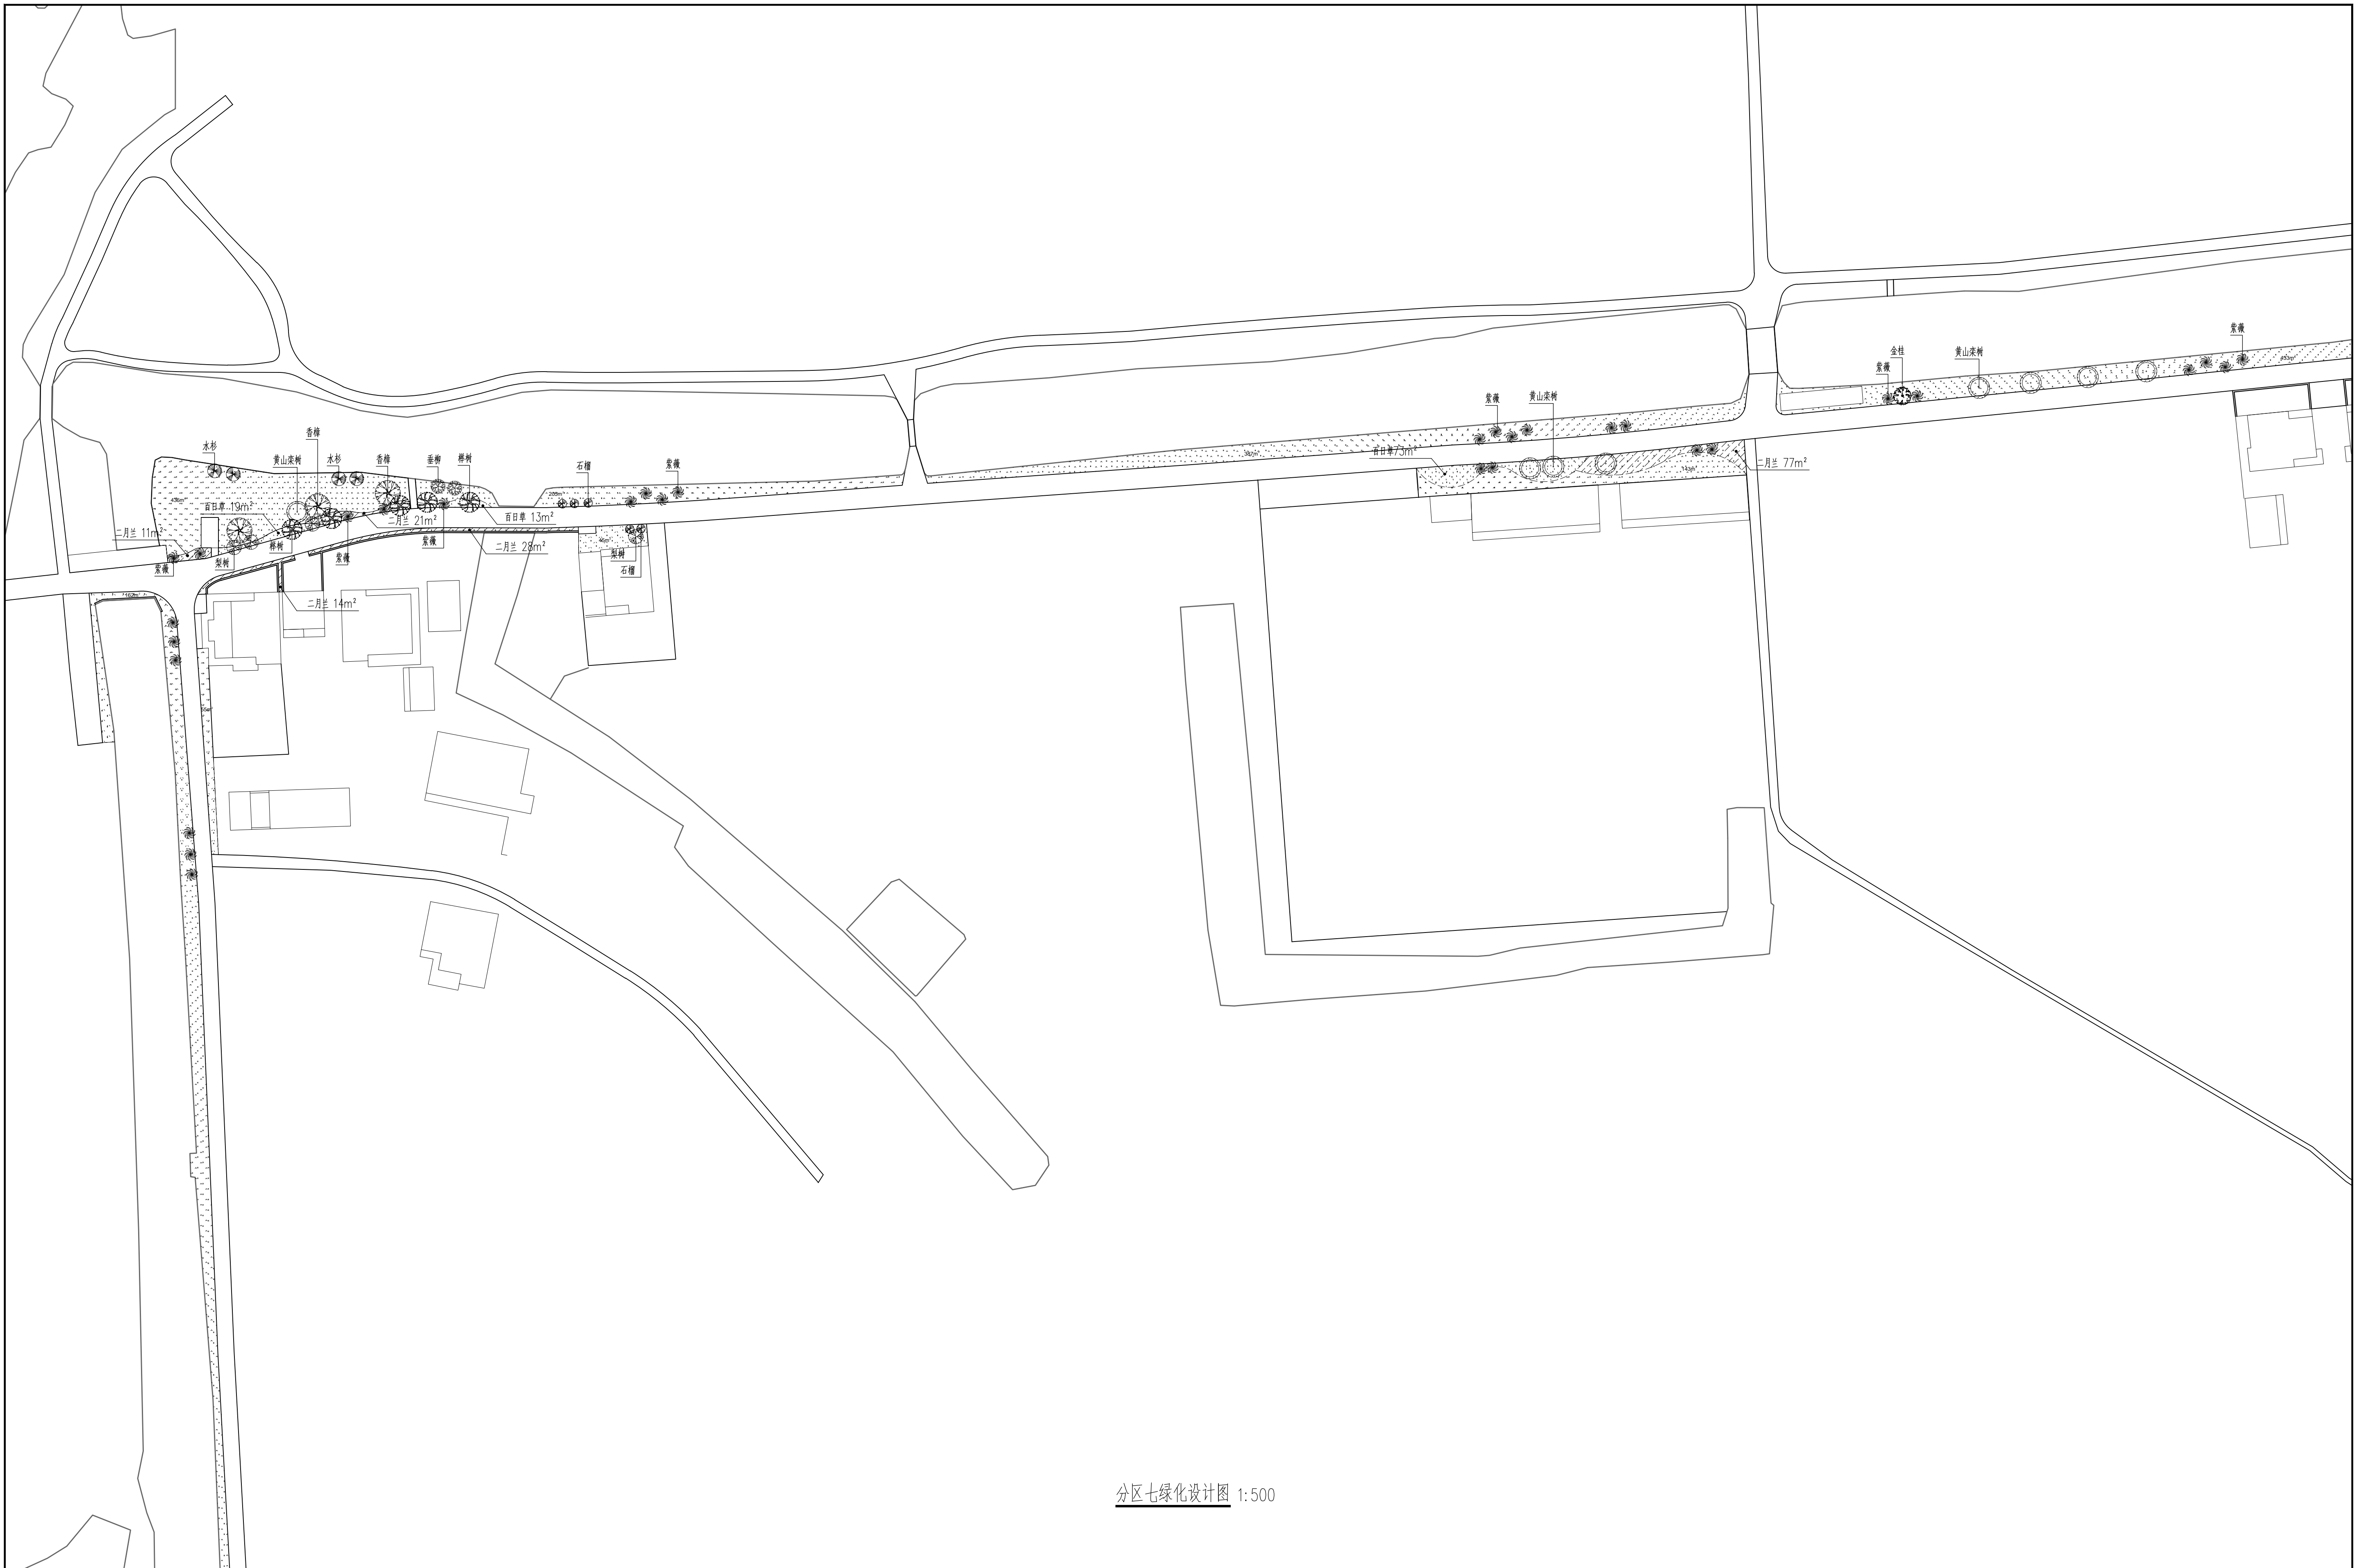 紫薇
金桂
黄山栾树
紫薇
紫薇
黄山栾树
香樟
水杉
黄山栾树
水杉
香樟
垂柳
榉树
石榴
紫薇
百日草73m²
二月兰 77m²
百日草 19m²
二月兰 21m²
百日草 13m²
二月兰 11m²
紫薇
梨树
榉树
紫薇
紫薇
二月兰 28m²
梨树
石榴
二月兰 14m²
分区七绿化设计图 1:500